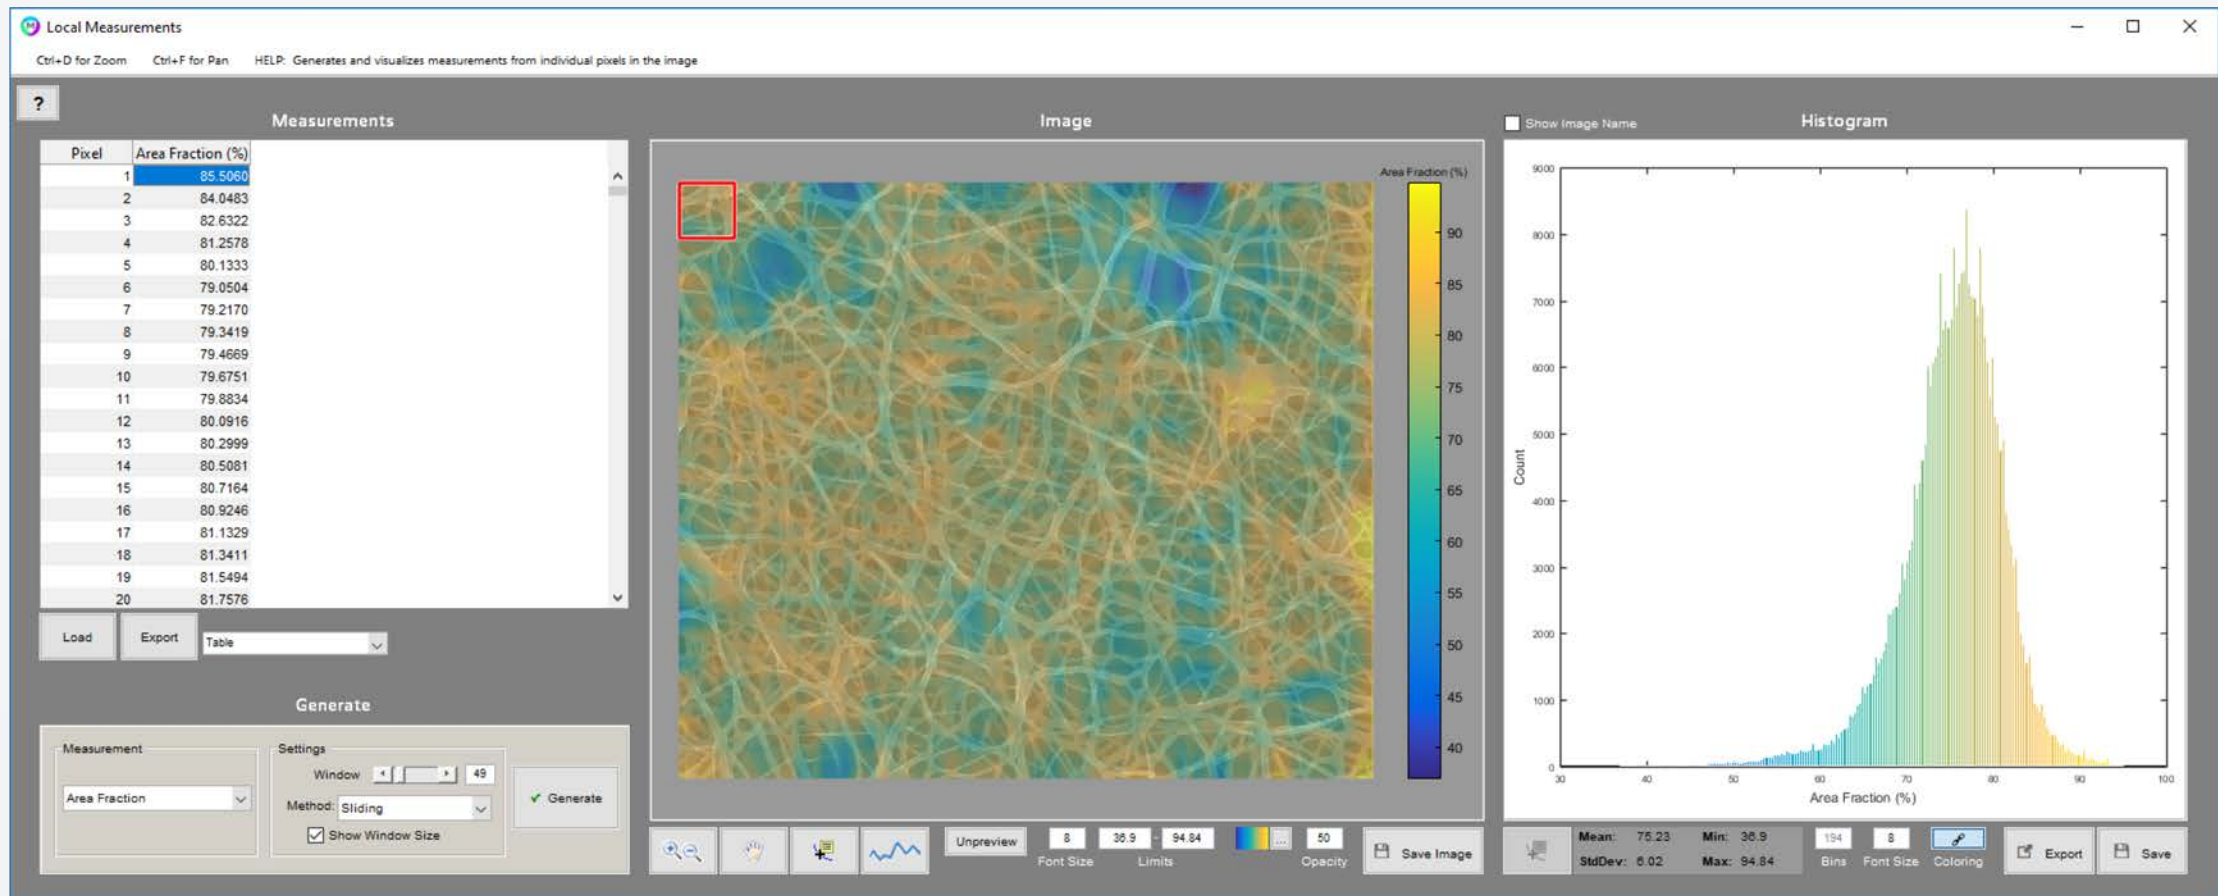 Local Measurements
Ctrl+D for Zoom Ctrl+F for Pan HELP: Generates and visualizes measurements from individual pixels in the image
?
Measurements
Pixel Area Fraction (%)
1 85.5060
2 84.0483
3 82.6322
4 81.2578
5 80.1333
6 79.0504
7 79.2170
8 79.3419
9 79.4669
10 79.6751
11 79.8834
12 80.0916
13 80.2999
14 80.5081
15 80.7164
16 80.9246
17 81.1329
18 81.3411
19 81.5494
20 81.7576
Load Export Table
Generate
Measurement
Area Fraction
Settings
Window 49
Method: Sliding
Show Window Size
Generate
Image
Area Fraction (%)
90
85
80
75
70
65
60
55
50
45
40
Unpreview
8
Font Size
36.9 - 94.84
Limits
...
50
Opacity
Save Image
Show Image Name
Histogram
9000
8000
7000
6000
5000
4000
3000
2000
1000
0
Count
30 40 50 60 70 80 90 100
Area Fraction (%)
Mean: 75.23 Min: 36.9
StdDev: 6.02 Max: 94.84
194
Bins
8
Font Size
Coloring
Export
Save